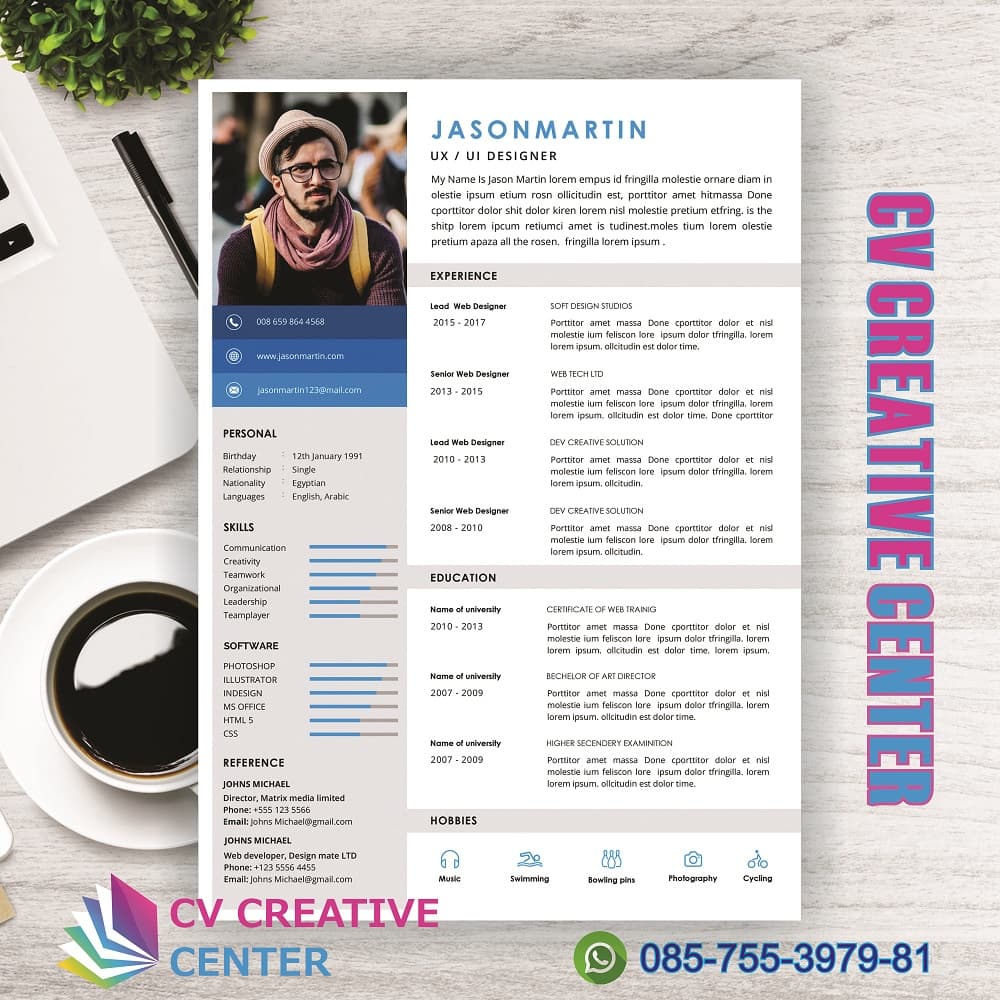 JASONMARTIN
UX / UI DESIGNER
My Name Is Jason Martin lorem empus id fringilla molestie ornare diam in
olestie ipsum etium rosn ollicitudin est, porttitor amet hitmassa Done
cporttitor dolor shit dolor kiren lorem nisl molestie pretium etfring. is the
shitp lorem ipcum retiumci amet is tudinest.moles tium lorem olestie
pretium apaza all the rosen. fringilla lorem ipsum .
008 659 864 4568
www.jasonmartin.com
jasonmartin123@mail.com
PERSONAL
Birthday : 12th January 1991
Relationship : Single
Nationality : Egyptian
Languages : English, Arabic
SKILLS
Communication
Creativity
Teamwork
Organizational
Leadership
Teamplayer
SOFTWARE
PHOTOSHOP
ILLUSTRATOR
INDESIGN
MS OFFICE
HTML 5
CSS
REFERENCE
JOHNS MICHAEL
Director, Matrix media limited
Phone: +555 123 5566
Email: Johns Michael@gmail.com
JOHNS MICHAEL
Web developer, Design mate LTD
Phone: +123 5556 4455
Email: Johns Michael@gmail.com
EXPERIENCE
Lead Web Designer
2015 - 2017
SOFT DESIGN STUDIOS
Porttitor amet massa Done cporttitor dolor et nisl
molestie ium feliscon lore ipsum dolor tfringilla. lorem
lorem ipsum. ollcitudin est dolor time.
Senior Web Designer
2013 - 2015
WEB TECH LTD
Porttitor amet massa Done cporttitor dolor et nisl
molestie ium feliscon lore ipsum dolor tfringilla. lorem
lorem ipsum. ollcitudin est dolor time. Done cporttitor
Lead Web Designer
2010 - 2013
DEV CREATIVE SOLUTION
Porttitor amet massa Done cporttitor dolor et nisl
molestie ium feliscon lore ipsum dolor tfringilla. lorem
lorem ipsum. ollcitudin.
Senior Web Designer
2008 - 2010
DEV CREATIVE SOLUTION
Porttitor amet massa Done cporttitor dolor et nisl
molestie ium feliscon lore ipsum dolor tfringilla. lorem
lorem ipsum. ollcitudin.
EDUCATION
Name of university
2010 - 2013
CERTIFICATE OF WEB TRAINIG
Porttitor amet massa Done cporttitor dolor et nisl
molestie ium feliscon lore ipsum dolor tfringilla. lorem
lorem ipsum. ollcitudin est dolor tfringilla. lorem ipsum.
Name of university
2007 - 2009
BECHELOR OF ART DIRECTOR
Porttitor amet massa Done cporttitor dolor et nisl
molestie ium feliscon lore ipsum dolor tfringilla. lorem
lorem ipsum. ollcitudin est dolor time.
Name of university
2007 - 2009
HIGHER SECENDERY EXAMINITION
Porttitor amet massa Done cporttitor dolor et nisl
molestie ium feliscon lore ipsum dolor tfringilla. lorem
lorem ipsum. ollcitudin est dolor time.
HOBBIES
Music
Swimming
Bowling pins
Photography
Cycling
CV CREATIVE CENTER
CV CREATIVE
CENTER
085-755-3979-81